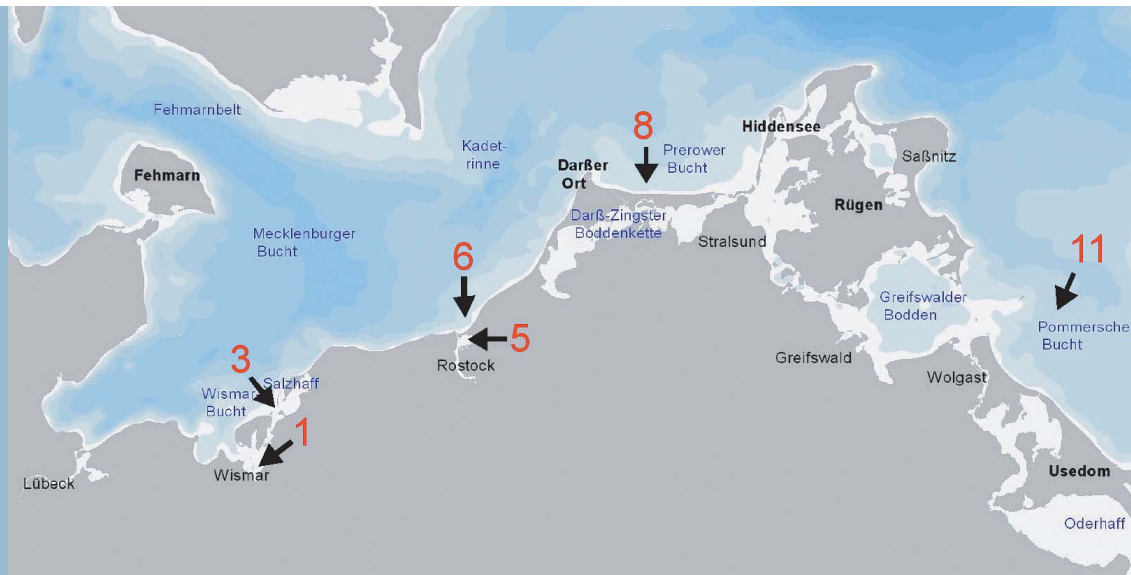 Fehmarnbelt
8
Hiddensee
Kadet-
rinne
Prerower
Bucht
Darßer
Ort
Saßnitz
Fehmarn
Rügen
Darß-Zingster
Boddenkette
Mecklenburger
Bucht
Stralsund
6
11
Greifswalder
Bodden
Pommersche
Bucht
5
Rostock
Greifswald
3
Salzhaff
Wolgast
Wismar-
Bucht
1
Wismar
Lübeck
Usedom
Oderhaff